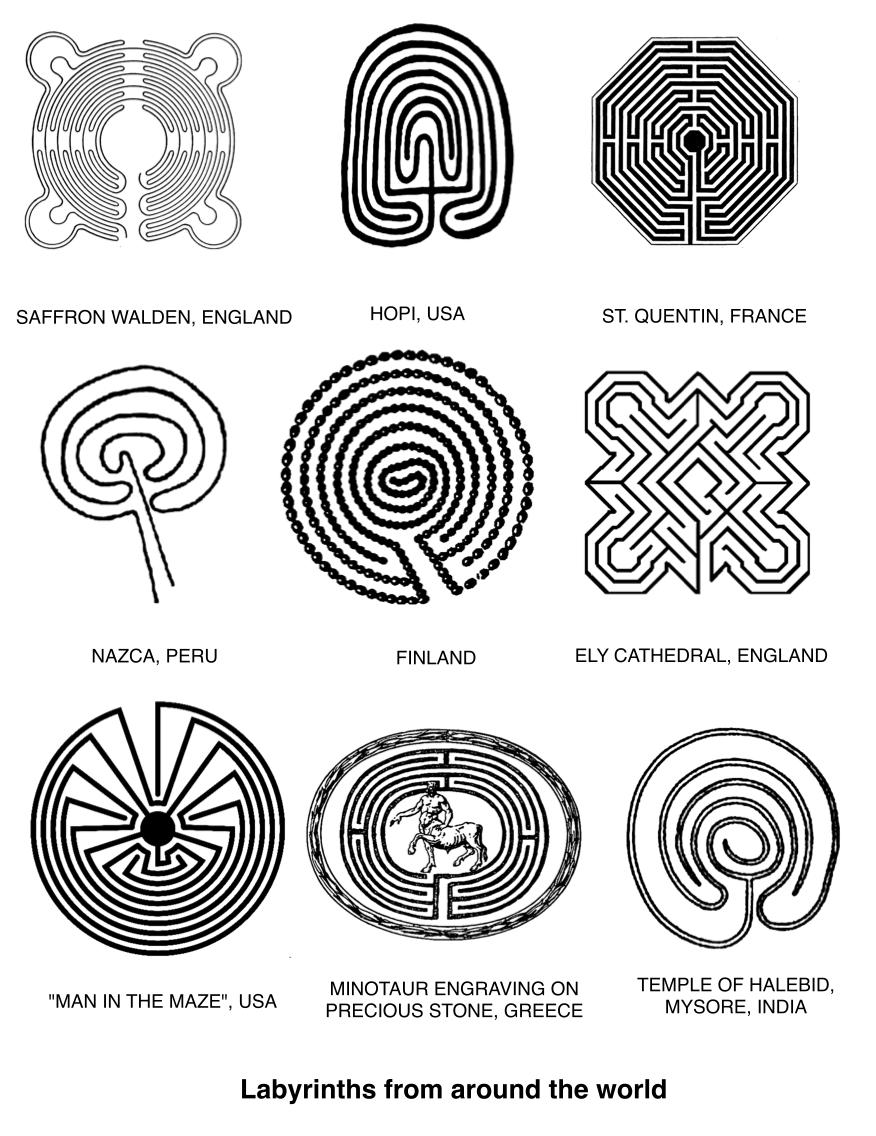 SAFFRON WALDEN, ENGLAND
HOPI, USA
ST. QUENTIN, FRANCE
NAZCA, PERU
FINLAND
ELY CATHEDRAL, ENGLAND
"MAN IN THE MAZE", USA
MINOTAUR ENGRAVING ON
PRECIOUS STONE, GREECE
TEMPLE OF HALEBID,
MYSORE, INDIA
Labyrinths from around the world